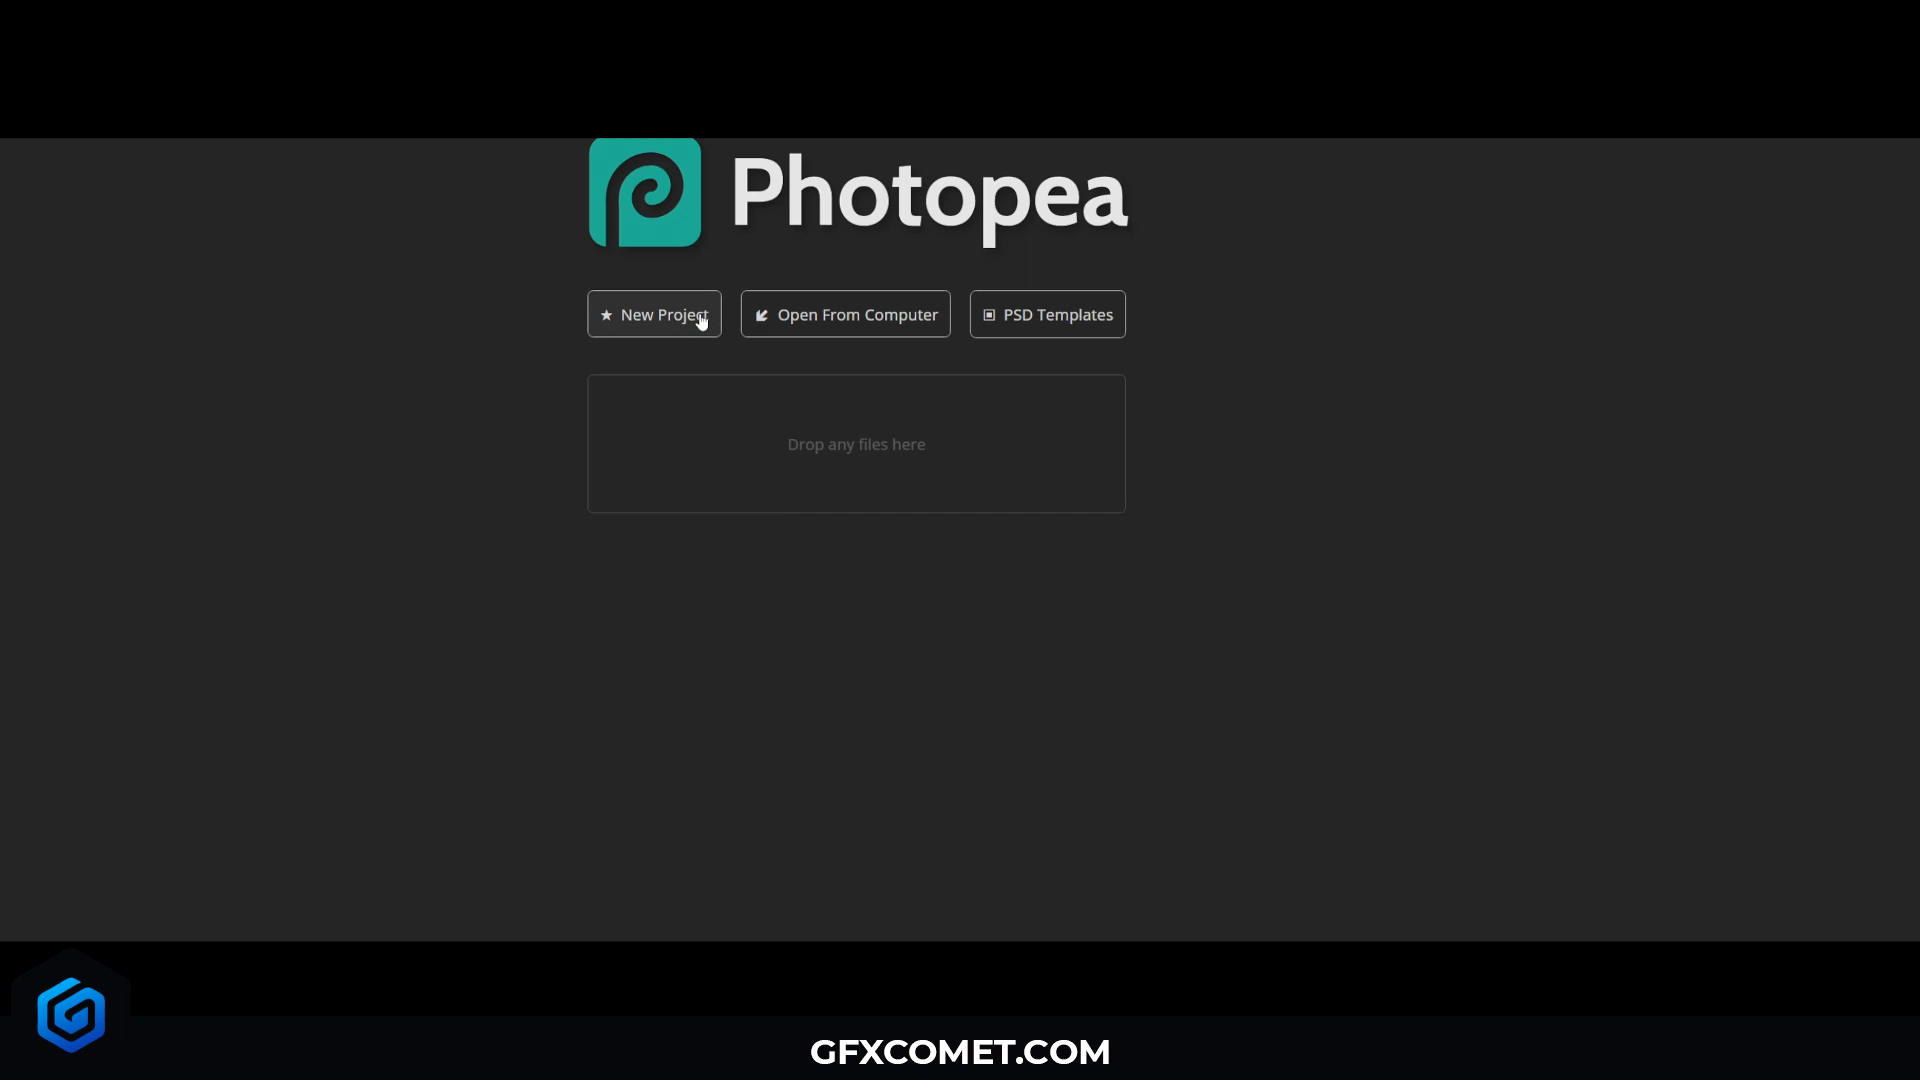 Photopea
New Project
Open From Computer
PSD Templates
Drop any files here
GFXCOMET.COM